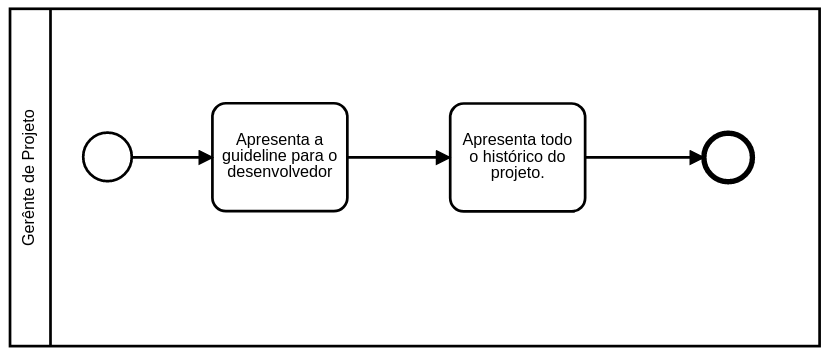 Gerênte de Projeto
Apresenta a
guideline para o
desenvolvedor
Apresenta todo
o histórico do
projeto.